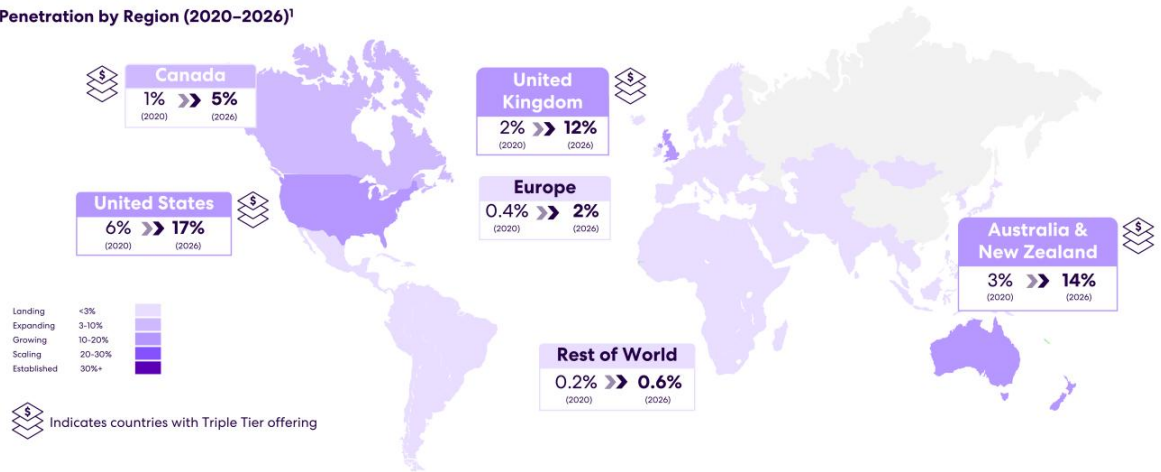 Penetration by Region (2020–2026)¹
$
Canada
1% 5%
(2020) (2026)
United
Kingdom
2% 12%
(2020) (2026)
$
Europe
0.4% 2%
(2020) (2026)
United States
6% 17%
(2020) (2026)
$
Australia &
New Zealand
3% 14%
(2020) (2026)
$
Landing <3%
Expanding 3-10%
Growing 10-20%
Scaling 20-30%
Established 30%+
Rest of World
0.2% 0.6%
(2020) (2026)
$
Indicates countries with Triple Tier offering